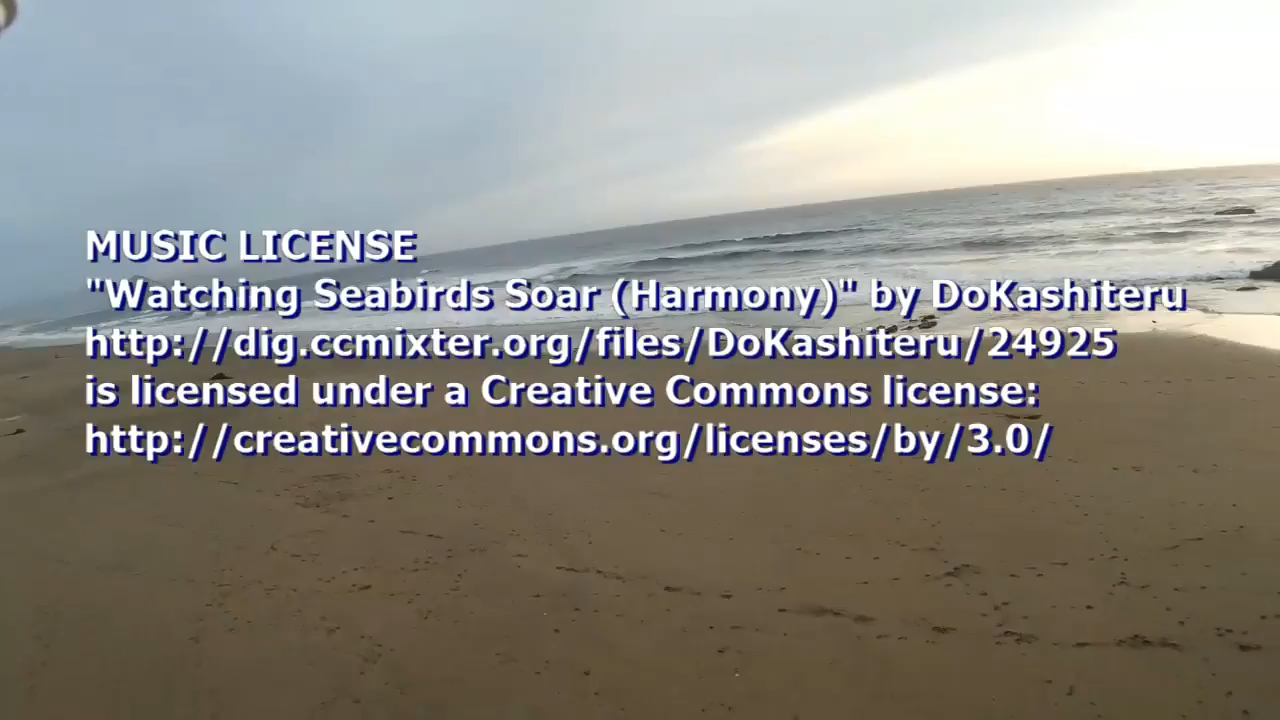 MUSIC LICENSE
"Watching Seabirds Soar (Harmony)" by DoKashiteru
http://dig.ccmixter.org/files/DoKashiteru/24925
is licensed under a Creative Commons license:
http://creativecommons.org/licenses/by/3.0/